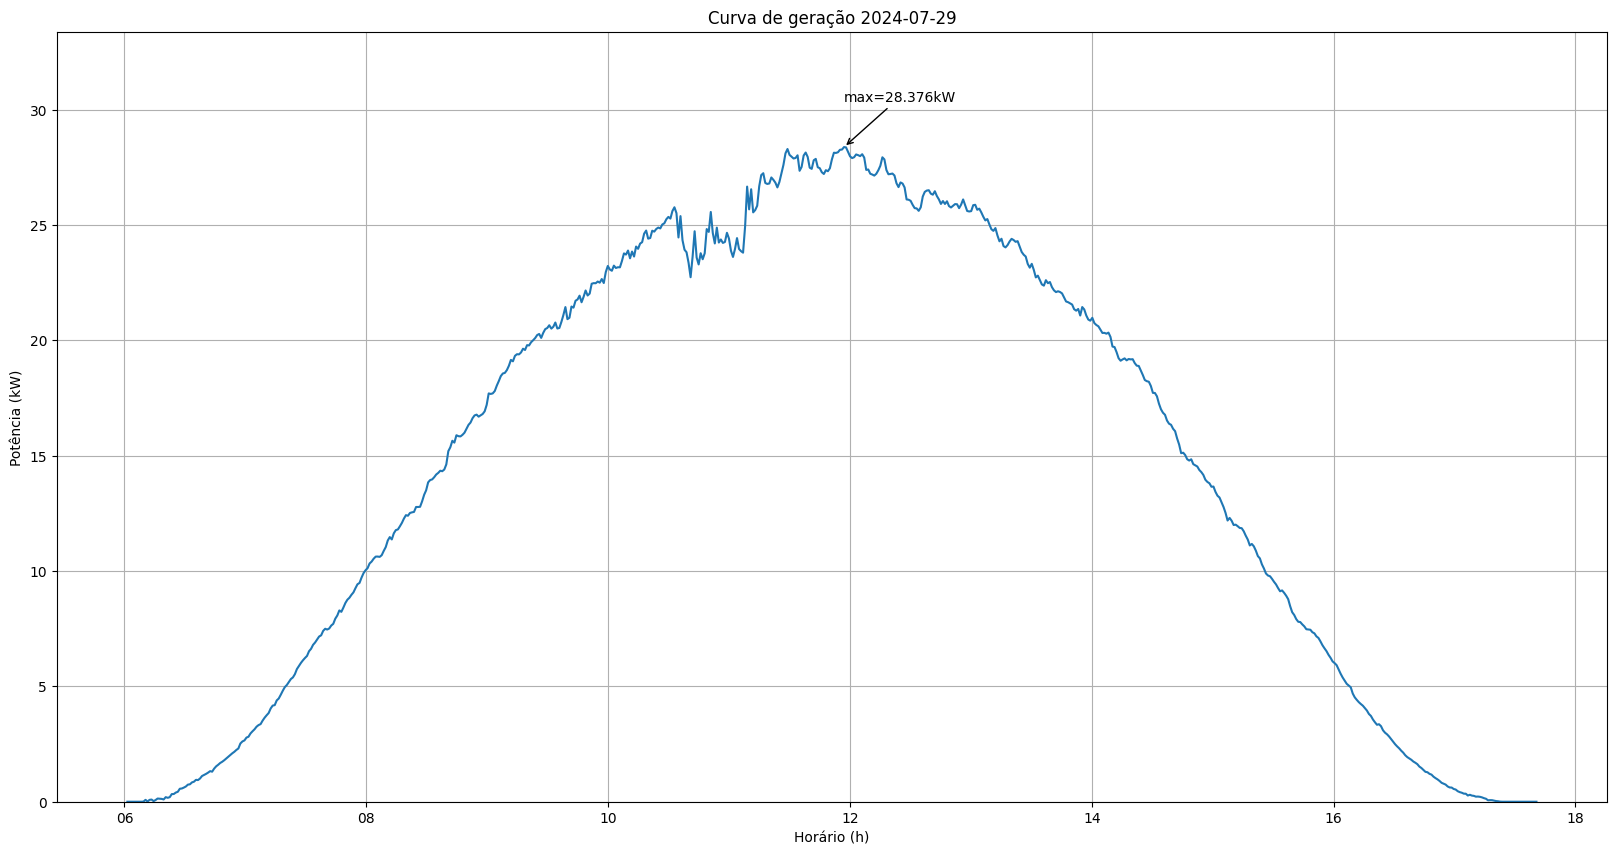 Curva de geração 2024-07-29
max=28.376kW
30
25
20
15
10
5
0
Potência (kW)
06 08 10 12 14 16 18
Horário (h)